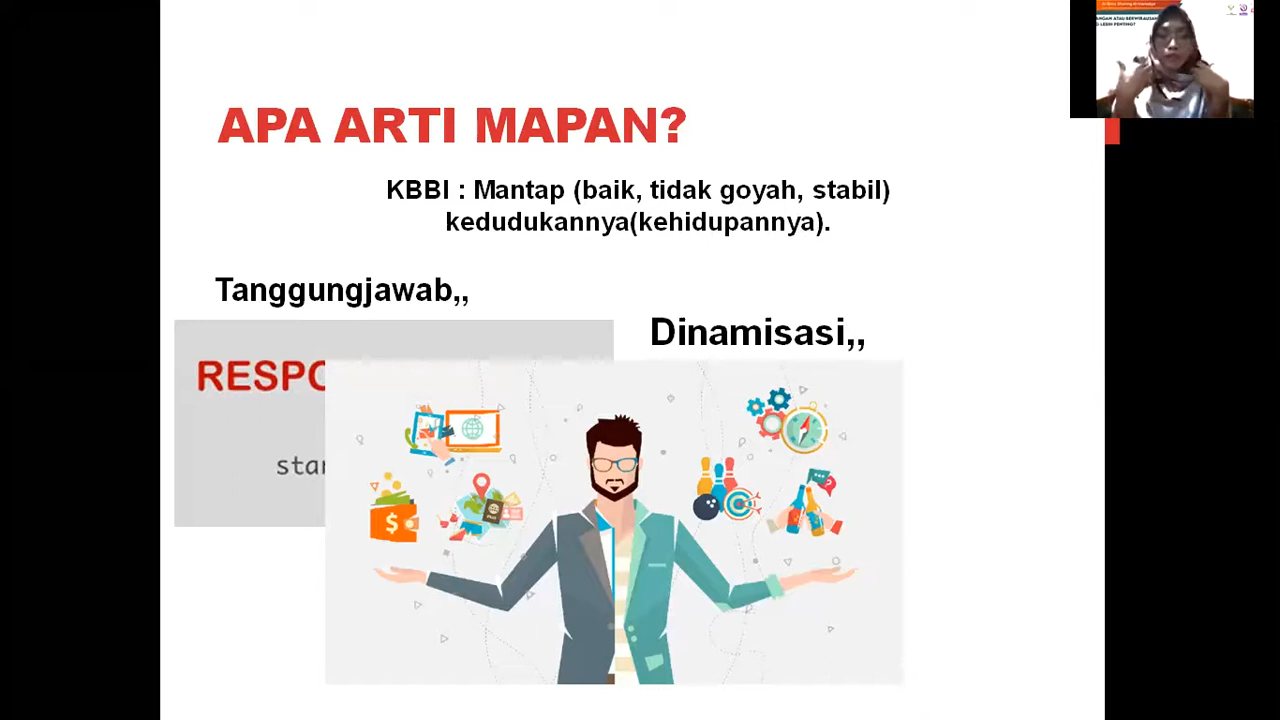 APA ARTI MAPAN?
KBBI : Mantap (baik, tidak goyah, stabil)
kedudukannya(kehidupannya).
Tanggungjawab,,
Dinamisasi,,
RESPO
star